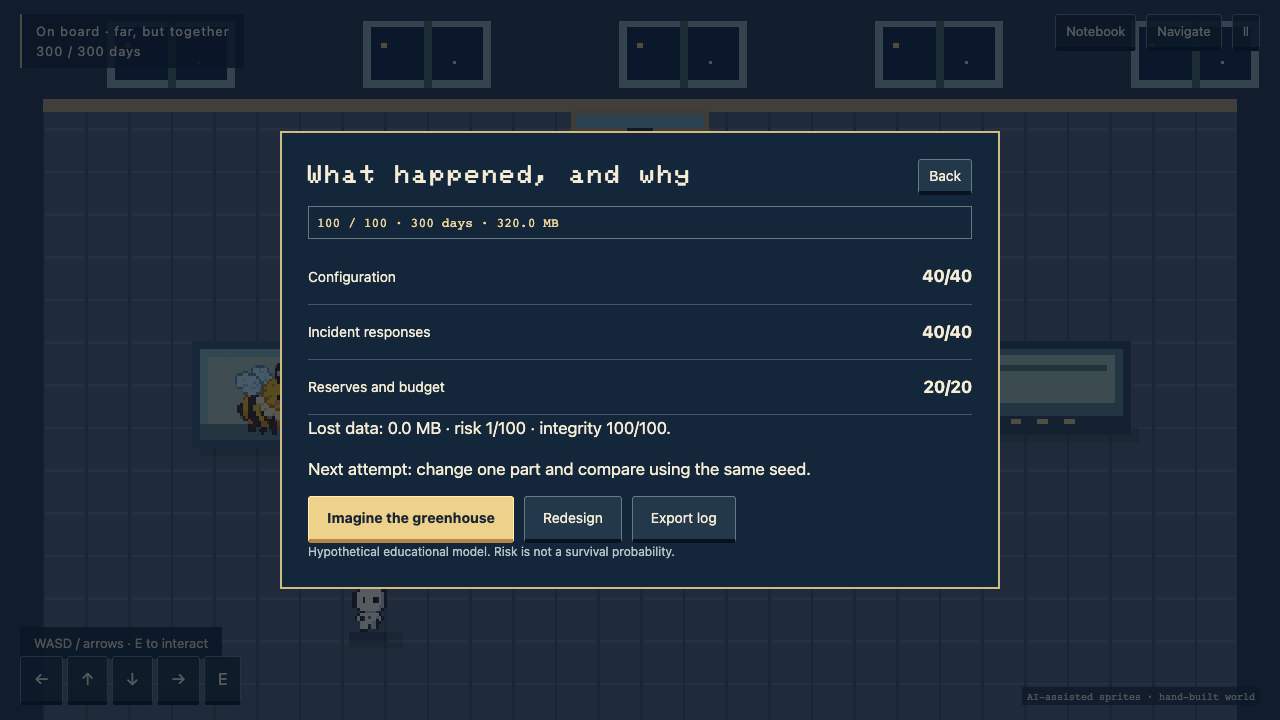 On board · far, but together
300 / 300 days
Notebook
Navigate
II
What happened, and why
Back
100 / 100 · 300 days · 320.0 MB
Configuration
40/40
Incident responses
40/40
Reserves and budget
20/20
Lost data: 0.0 MB · risk 1/100 · integrity 100/100.
Next attempt: change one part and compare using the same seed.
Imagine the greenhouse
Redesign
Export log
Hypothetical educational model. Risk is not a survival probability.
WASD / arrows · E to interact
← ↑ ↓ → E
AI-assisted sprites · hand-built world